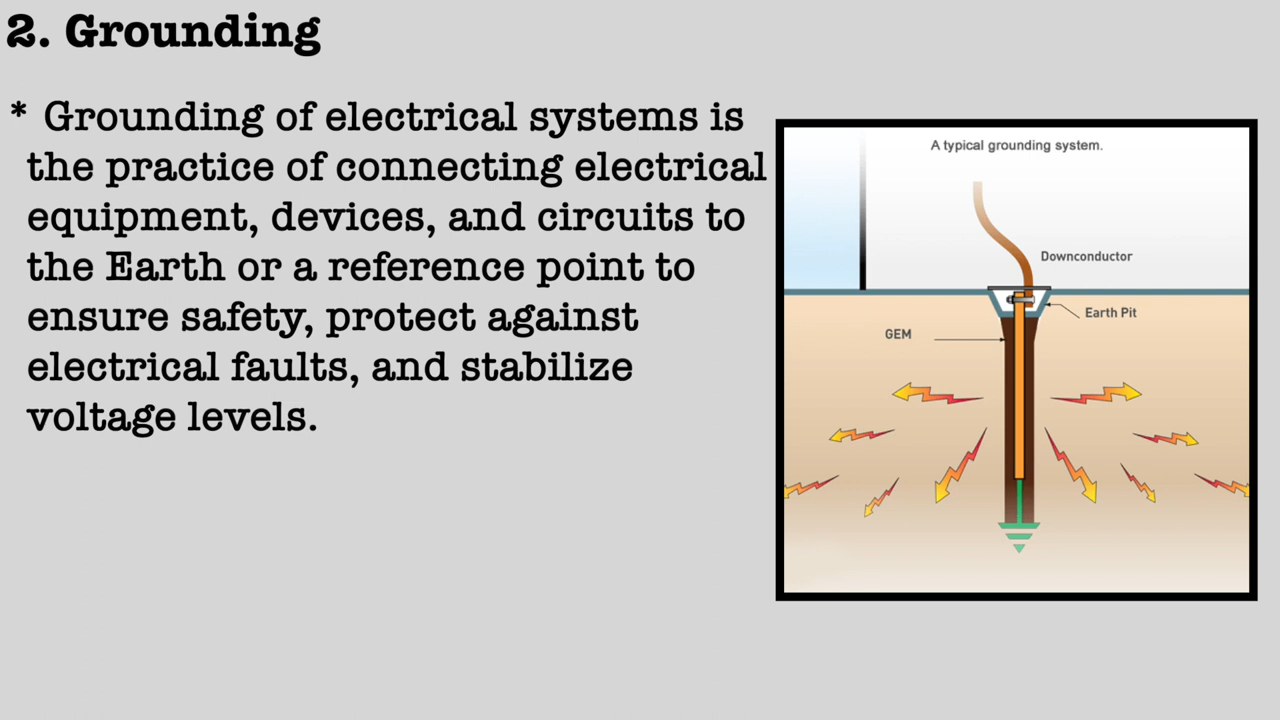 2. Grounding
* Grounding of electrical systems is
the practice of connecting electrical
equipment, devices, and circuits to
the Earth or a reference point to
ensure safety, protect against
electrical faults, and stabilize
voltage levels.
A typical grounding system.
Downconductor
Earth Pit
GEM